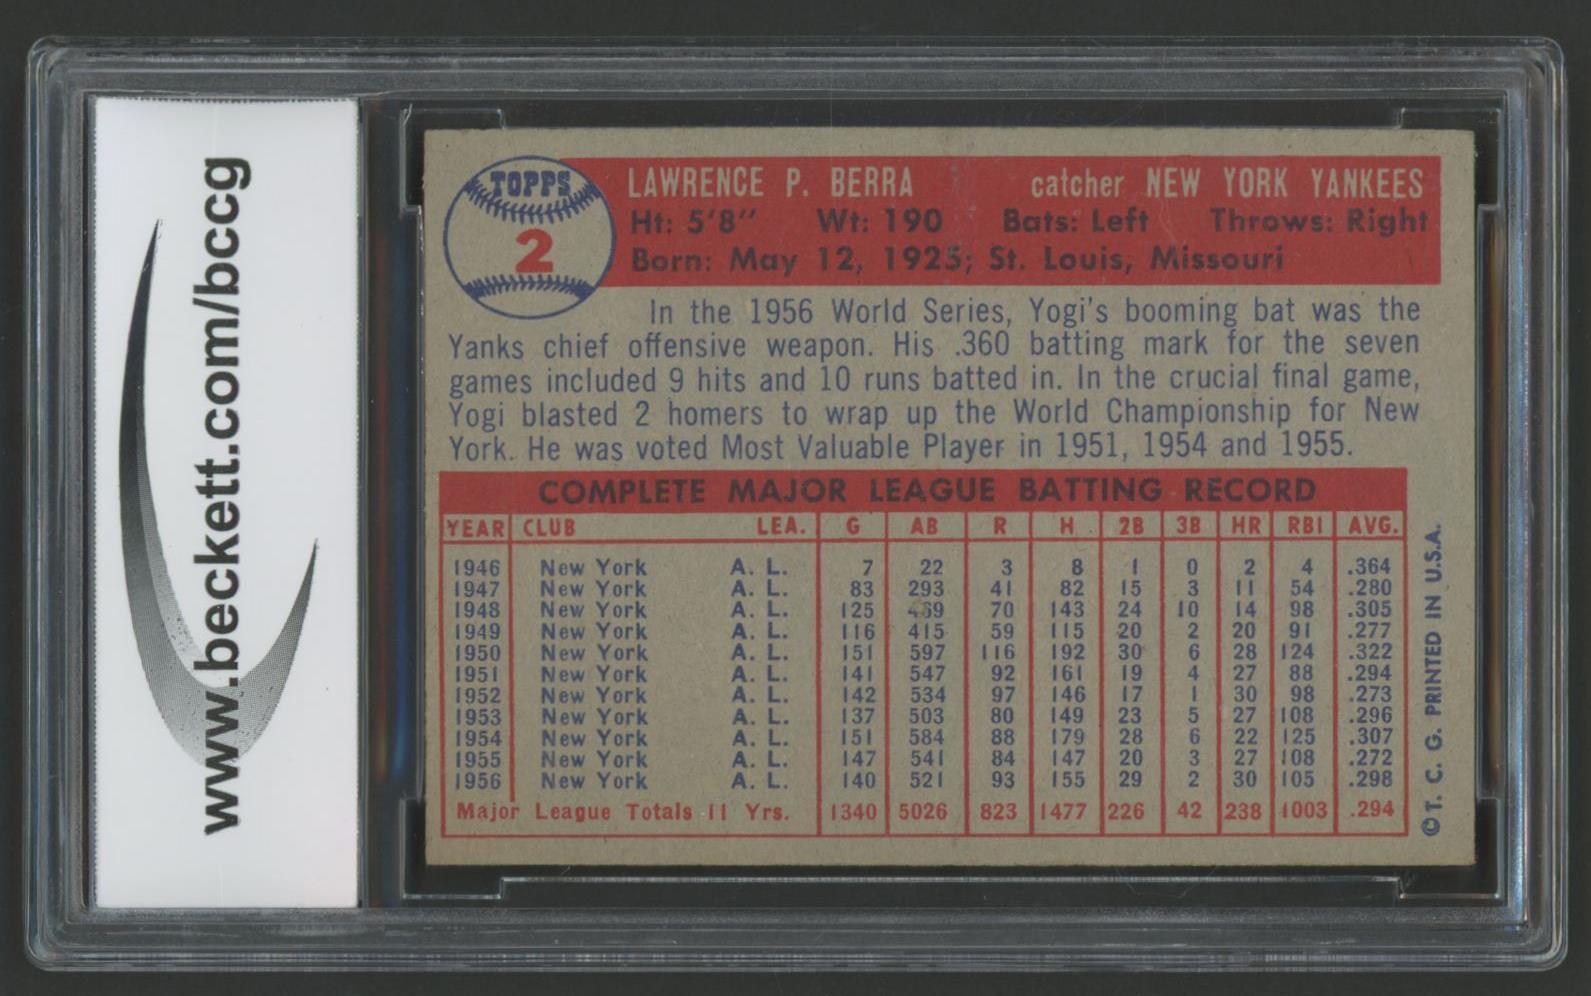 www.beckett.com/bccg
TOPPS
2
LAWRENCE P. BERRA catcher NEW YORK YANKEES
Ht: 5'8" Wt: 190 Bats: Left Throws: Right
Born: May 12, 1925; St. Louis, Missouri
In the 1956 World Series, Yogi's booming bat was the
Yanks chief offensive weapon. His .360 batting mark for the seven
games included 9 hits and 10 runs batted in. In the crucial final game,
Yogi blasted 2 homers to wrap up the World Championship for New
York. He was voted Most Valuable Player in 1951, 1954 and 1955.
COMPLETE MAJOR LEAGUE BATTING RECORD
YEAR CLUB LEA. G AB R H 2B 3B HR RBI AVG.
1946 New York A. L. 7 22 3 8 1 0 2 4 .364
1947 New York A. L. 83 293 41 82 15 3 11 54 .280
1948 New York A. L. 125 469 70 143 24 10 14 98 .305
1949 New York A. L. 116 415 59 115 20 2 20 91 .277
1950 New York A. L. 151 597 116 192 30 6 28 124 .322
1951 New York A. L. 141 547 92 161 19 4 27 88 .294
1952 New York A. L. 142 534 97 146 17 1 30 98 .273
1953 New York A. L. 137 503 80 149 23 5 27 108 .296
1954 New York A. L. 151 584 88 179 28 6 22 125 .307
1955 New York A. L. 147 541 84 147 20 3 27 108 .272
1956 New York A. L. 140 521 93 155 29 2 30 105 .298
Major League Totals 11 Yrs. 1340 5026 823 1477 226 42 238 1003 .294
©T. C. G. PRINTED IN U.S.A.